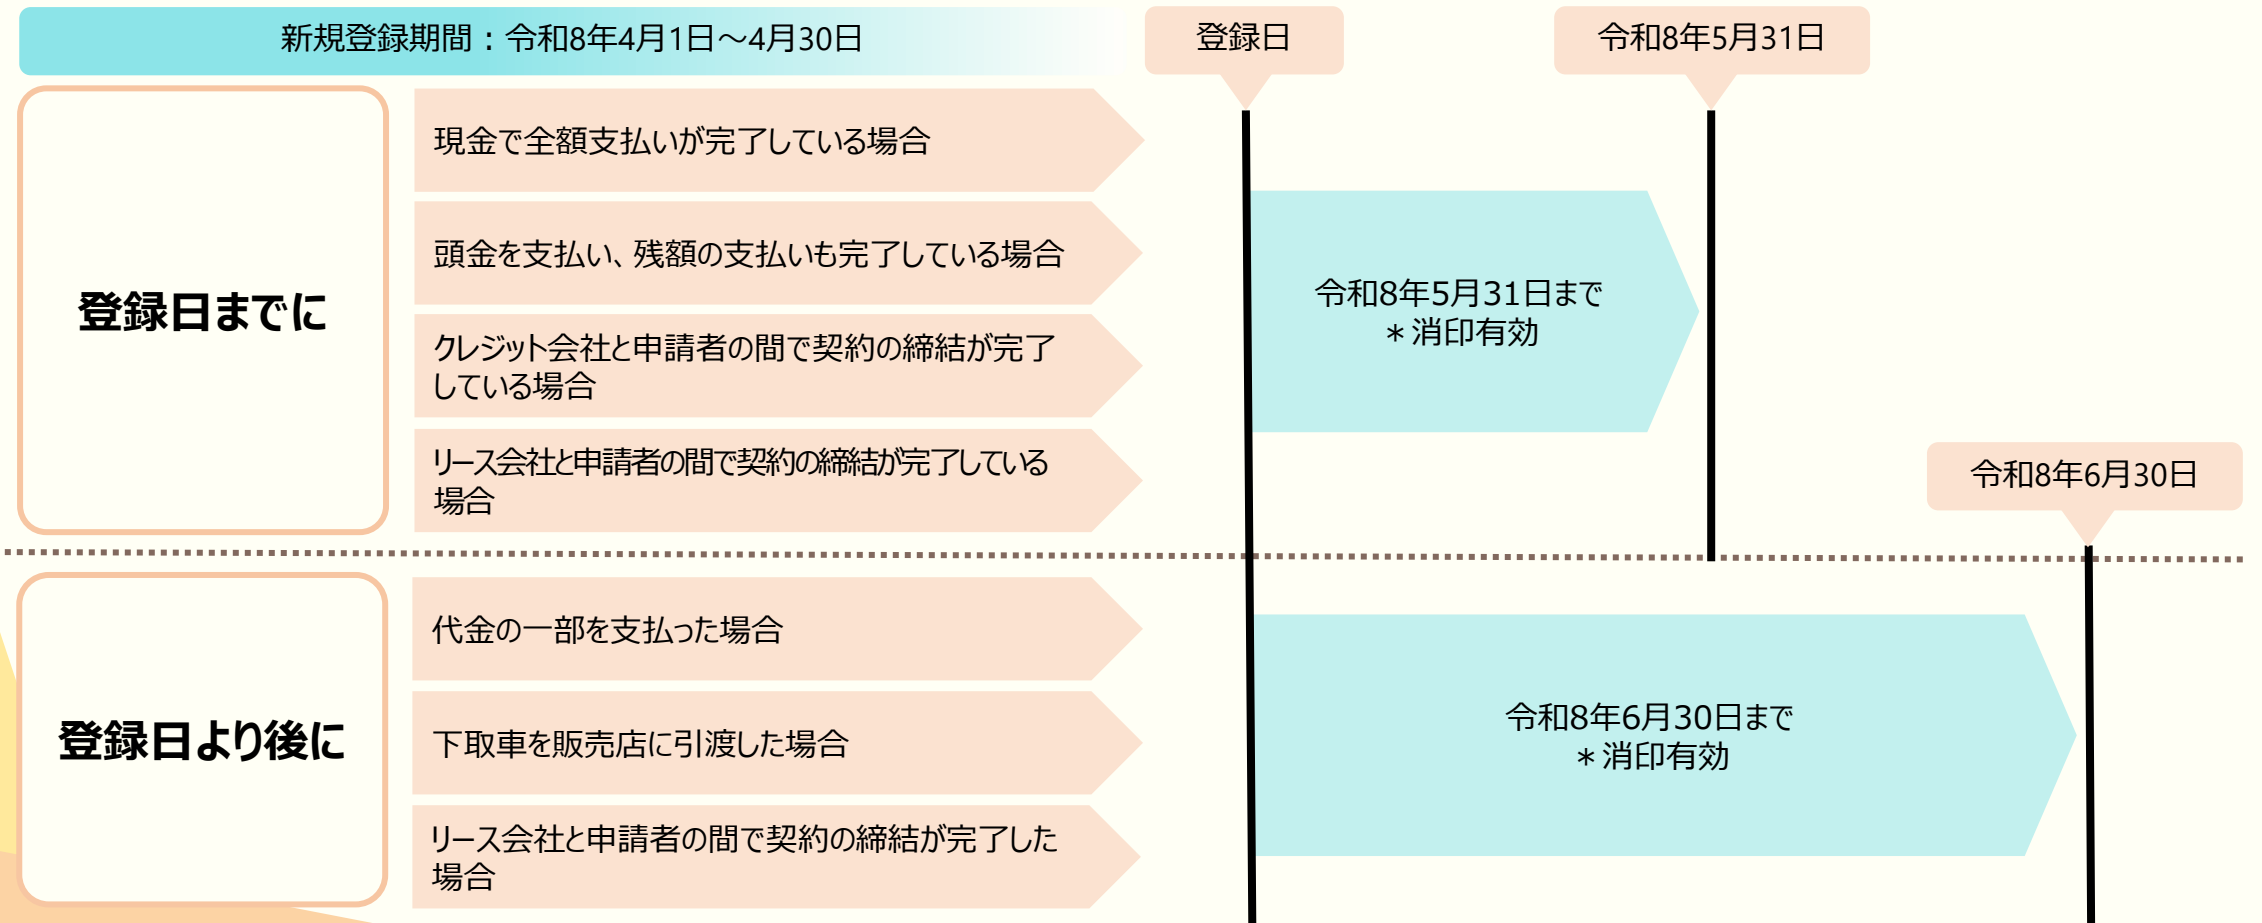 新規登録期間：令和8年4月1日～4月30日
登録日
令和8年5月31日
登録日までに
現金で全額支払いが完了している場合
頭金を支払い、残額の支払いも完了している場合
クレジット会社と申請者の間で契約の締結が完了
している場合
リース会社と申請者の間で契約の締結が完了している
場合
令和8年5月31日まで
＊消印有効
令和8年6月30日
登録日より後に
代金の一部を支払った場合
下取車を販売店に引渡した場合
リース会社と申請者の間で契約の締結が完了した
場合
令和8年6月30日まで
＊消印有効